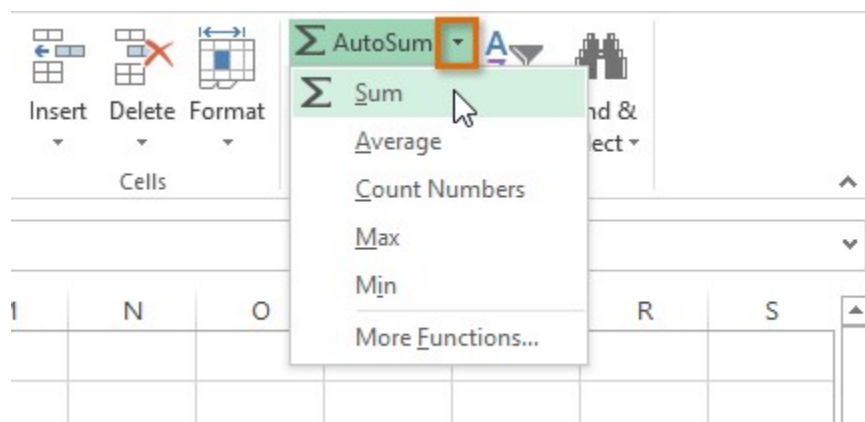 AutoSum
Insert Delete Format
Cells
Sum
Average
Count Numbers
Max
Min
More Functions...
nd &
ect
N O R S